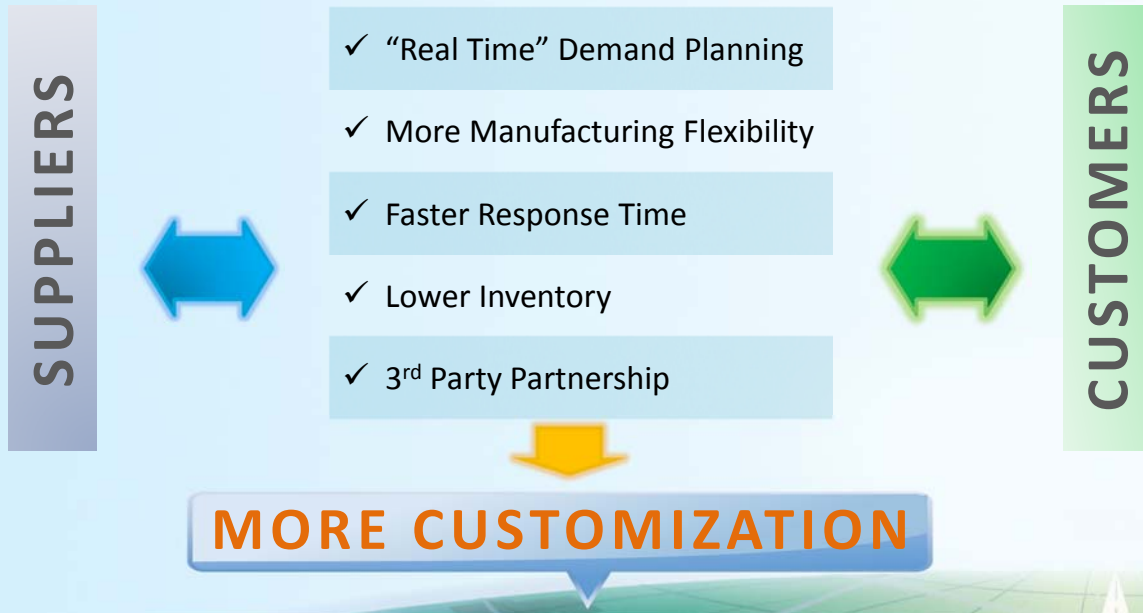 SUPPLIERS
✓ “Real Time” Demand Planning
✓ More Manufacturing Flexibility
✓ Faster Response Time
✓ Lower Inventory
✓ 3rd Party Partnership
CUSTOMERS
MORE CUSTOMIZATION